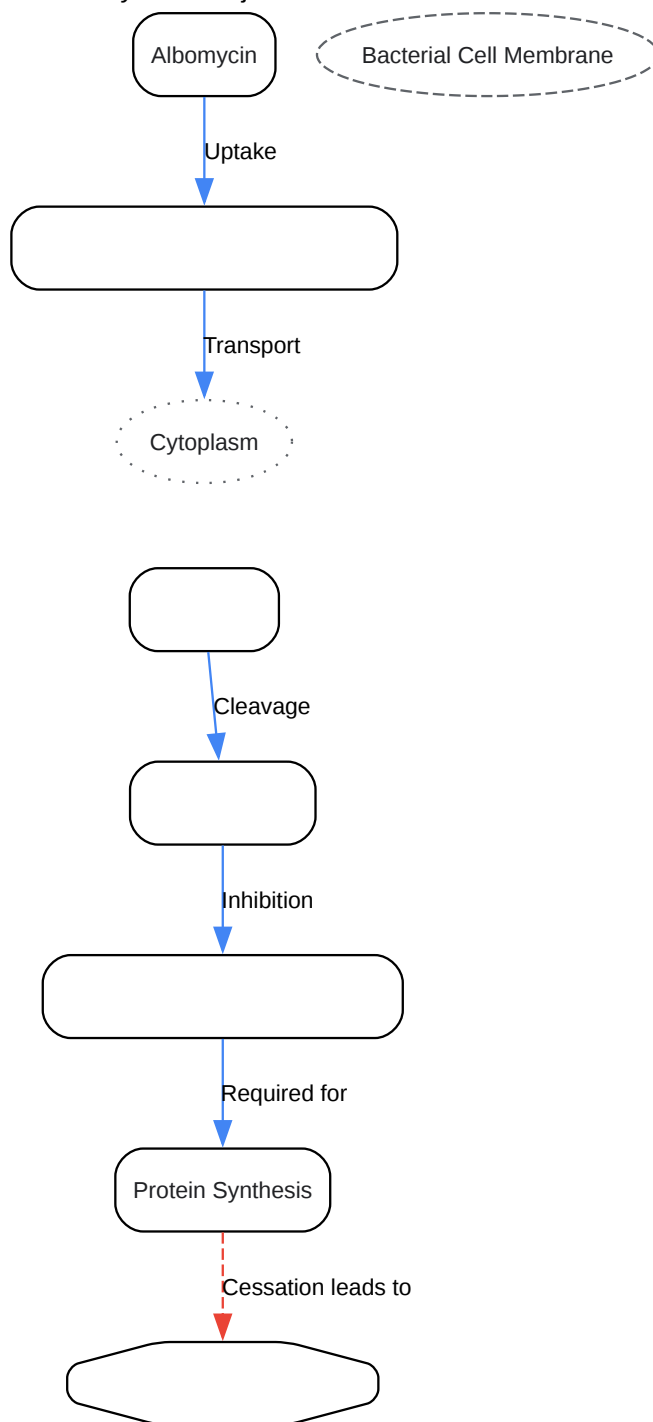 Albomycin
Bacterial Cell Membrane
Uptake
Transport
Cytoplasm
Cleavage
Inhibition
Required for
Protein Synthesis
Cessation leads to